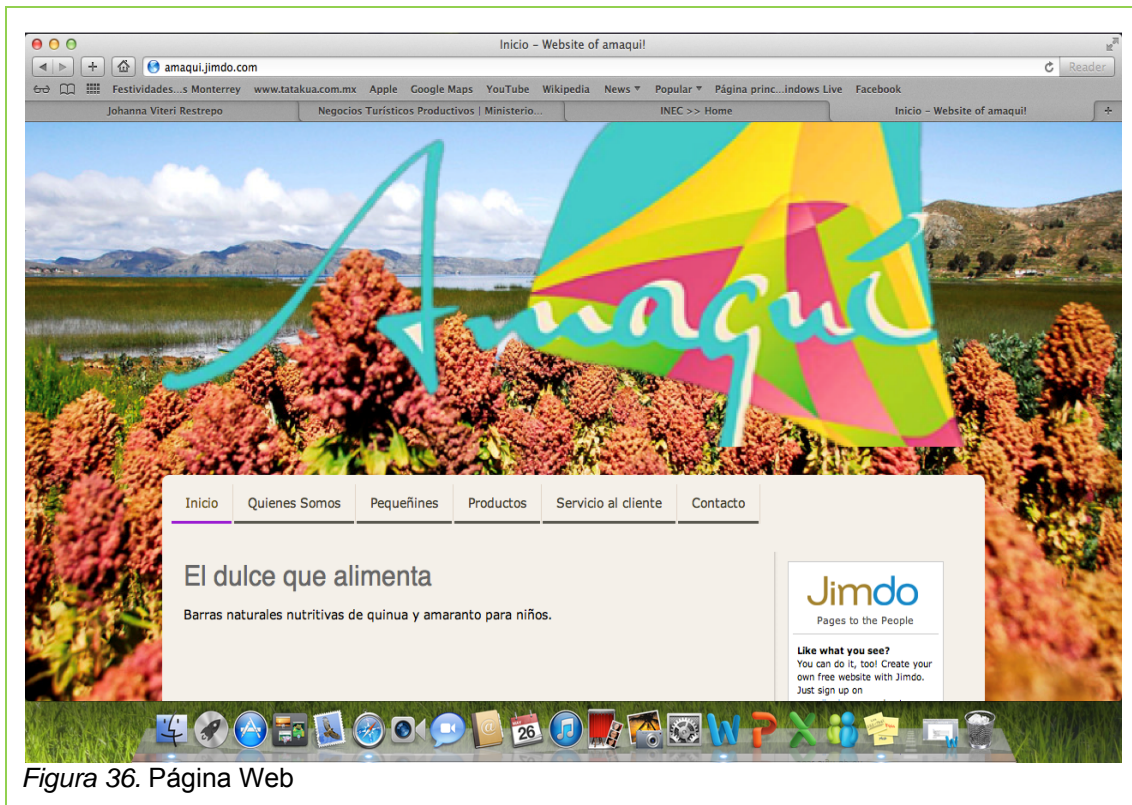 Inicio – Website of amaqui!
amaqui.jimdo.com
Reader
Festividades...s Monterrey www.tatakua.com.mx Apple Google Maps YouTube Wikipedia News Popular Página princ...indows Live Facebook
Johanna Viteri Restrepo Negocios Turísticos Productivos | Ministerio... INEC >> Home Inicio – Website of amaqui!
Amaquí
Inicio Quienes Somos Pequeñines Productos Servicio al cliente Contacto
El dulce que alimenta
Barras naturales nutritivas de quinua y amaranto para niños.
Jimdo
Pages to the People
Like what you see?
You can do it, too! Create your
own free website with Jimdo.
Just sign up on
26
Figura 36. Página Web